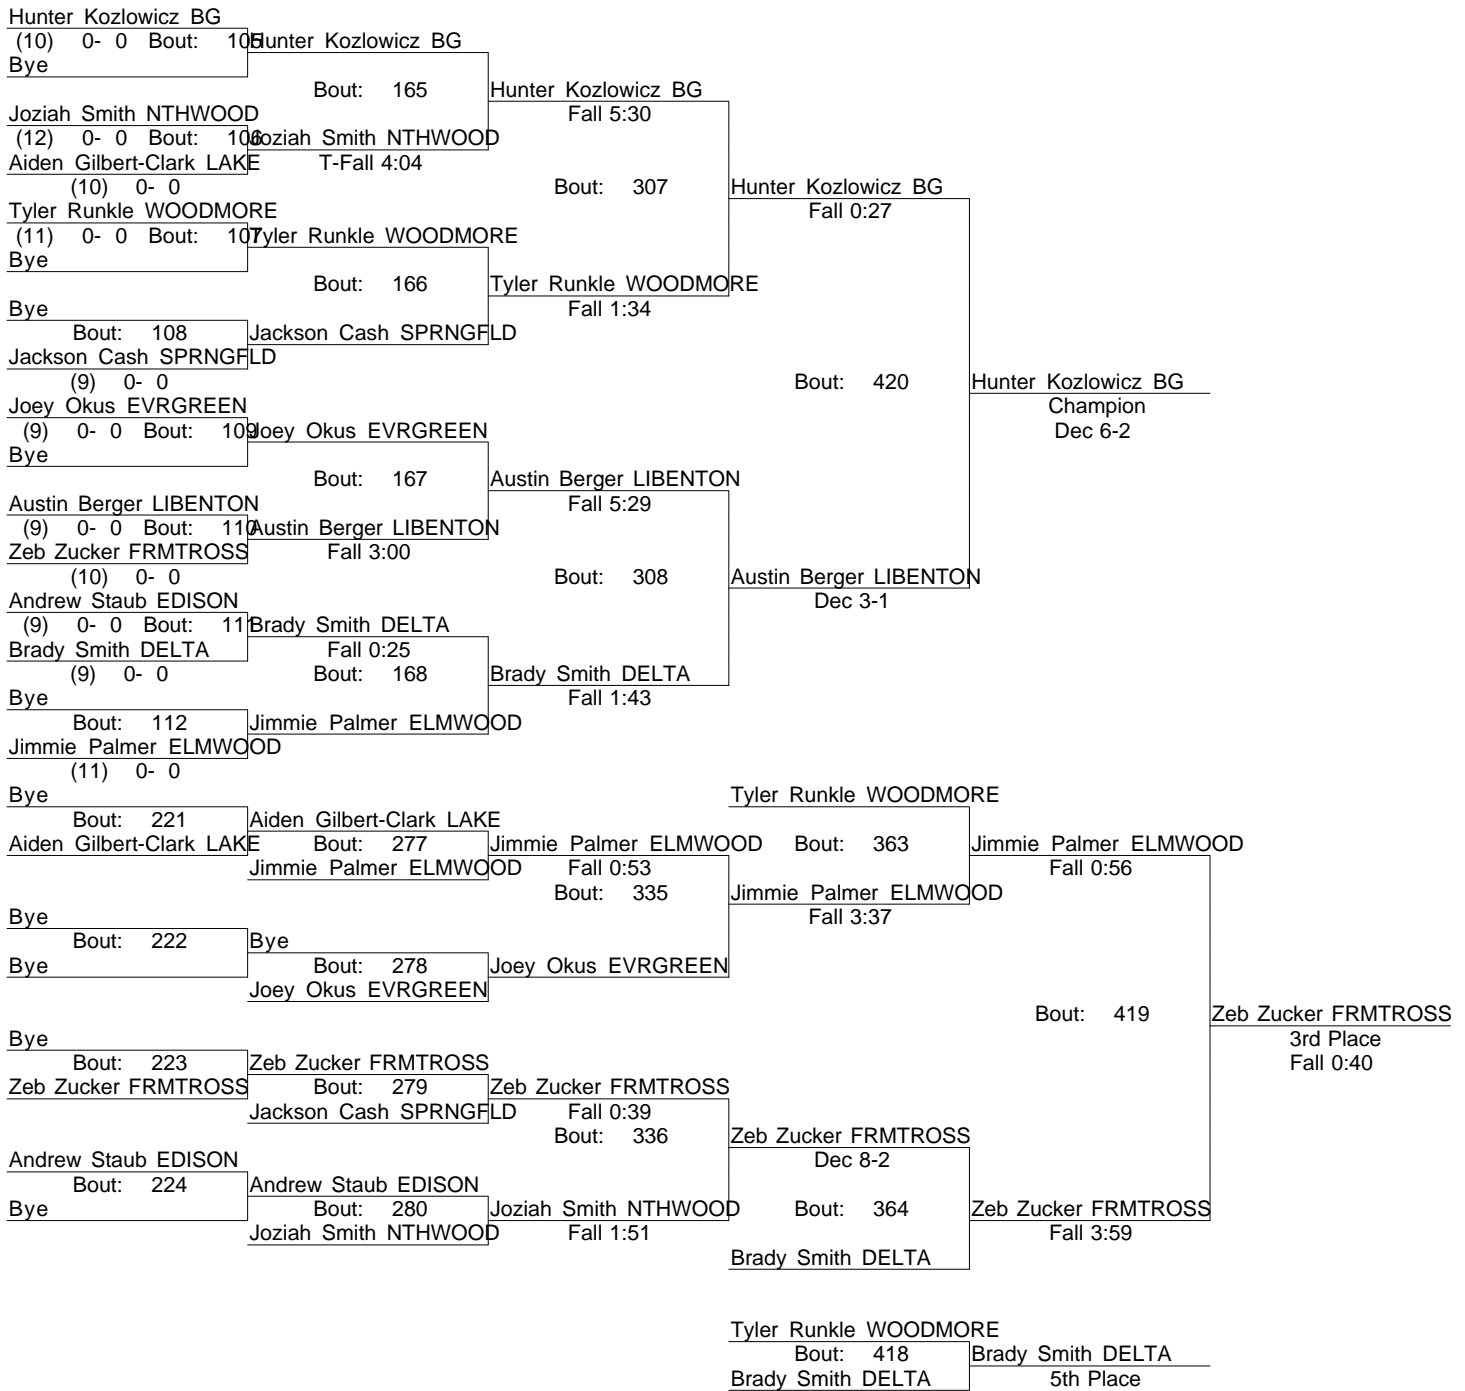 Hunter Kozlowicz BG
(10) 0- 0 Bout: 105 Hunter Kozlowicz BG
Bye
Bout: 165 Hunter Kozlowicz BG
Joziah Smith NTHWOOD Fall 5:30
(12) 0- 0 Bout: 106 Joziah Smith NTHWOOD
Aiden Gilbert-Clark LAKE T-Fall 4:04
(10) 0- 0 Bout: 307 Hunter Kozlowicz BG
Tyler Runkle WOODMORE Fall 0:27
(11) 0- 0 Bout: 107 Tyler Runkle WOODMORE
Bye
Bout: 166 Tyler Runkle WOODMORE
Bye Fall 1:34
Bout: 108 Jackson Cash SPRNGFLD
Jackson Cash SPRNGFLD
(9) 0- 0 Bout: 420 Hunter Kozlowicz BG
Joey Okus EVRGREEN Champion
(9) 0- 0 Bout: 109 Joey Okus EVRGREEN Dec 6-2
Bye
Bout: 167 Austin Berger LIBENTON
Austin Berger LIBENTON Fall 5:29
(9) 0- 0 Bout: 110 Austin Berger LIBENTON
Zeb Zucker FRMTROSS Fall 3:00
(10) 0- 0 Bout: 308 Austin Berger LIBENTON
Andrew Staub EDISON Dec 3-1
(9) 0- 0 Bout: 111 Brady Smith DELTA
Brady Smith DELTA Fall 0:25
(9) 0- 0 Bout: 168 Brady Smith DELTA
Bye Fall 1:43
Bout: 112 Jimmie Palmer ELMWOOD
Jimmie Palmer ELMWOOD
(11) 0- 0
Bye Tyler Runkle WOODMORE
Bout: 221 Aiden Gilbert-Clark LAKE
Aiden Gilbert-Clark LAKE Bout: 277 Jimmie Palmer ELMWOOD Bout: 363 Jimmie Palmer ELMWOOD
Jimmie Palmer ELMWOOD Fall 0:53 Fall 0:56
Bout: 335 Jimmie Palmer ELMWOOD
Bye Fall 3:37
Bout: 222 Bye
Bye Bout: 278 Joey Okus EVRGREEN
Joey Okus EVRGREEN
Bout: 419 Zeb Zucker FRMTROSS
Bye 3rd Place
Bout: 223 Zeb Zucker FRMTROSS Fall 0:40
Zeb Zucker FRMTROSS Bout: 279 Zeb Zucker FRMTROSS
Jackson Cash SPRNGFLD Fall 0:39
Bout: 336 Zeb Zucker FRMTROSS
Andrew Staub EDISON Dec 8-2
Bout: 224 Andrew Staub EDISON
Bye Bout: 280 Joziah Smith NTHWOOD Bout: 364 Zeb Zucker FRMTROSS
Joziah Smith NTHWOOD Fall 1:51 Fall 3:59
Brady Smith DELTA
Tyler Runkle WOODMORE
Bout: 418 Brady Smith DELTA
Brady Smith DELTA 5th Place